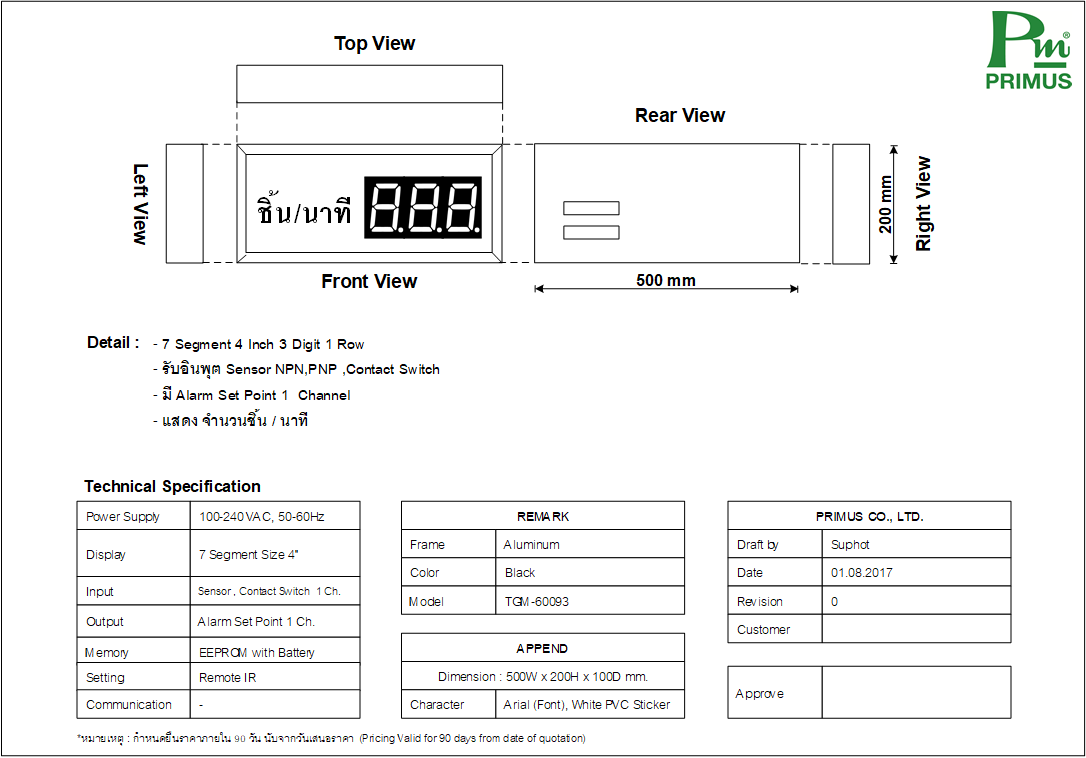 Top View
Pm®
PRIMUS
Rear View
Left View
ชิ้น/นาที 8.8.8.
200 mm
Right View
Front View
500 mm
Detail :
- 7 Segment 4 Inch 3 Digit 1 Row
- รับอินพุต Sensor NPN,PNP ,Contact Switch
- มี Alarm Set Point 1 Channel
- แสดง จำนวนชิ้น / นาที
Technical Specification
Power Supply 100-240VAC, 50-60Hz
Display 7 Segment Size 4"
Input Sensor , Contact Switch 1 Ch.
Output Alarm Set Point 1 Ch.
Memory EEPROM with Battery
Setting Remote IR
Communication -
REMARK
Frame Aluminum
Color Black
Model TGM-60093
APPEND
Dimension : 500W x 200H x 100D mm.
Character Arial (Font), White PVC Sticker
PRIMUS CO., LTD.
Draft by Suphot
Date 01.08.2017
Revision 0
Customer
Approve
*หมายเหตุ : กำหนดยืนราคาภายใน 90 วัน นับจากวันเสนอราคา (Pricing Valid for 90 days from date of quotation)